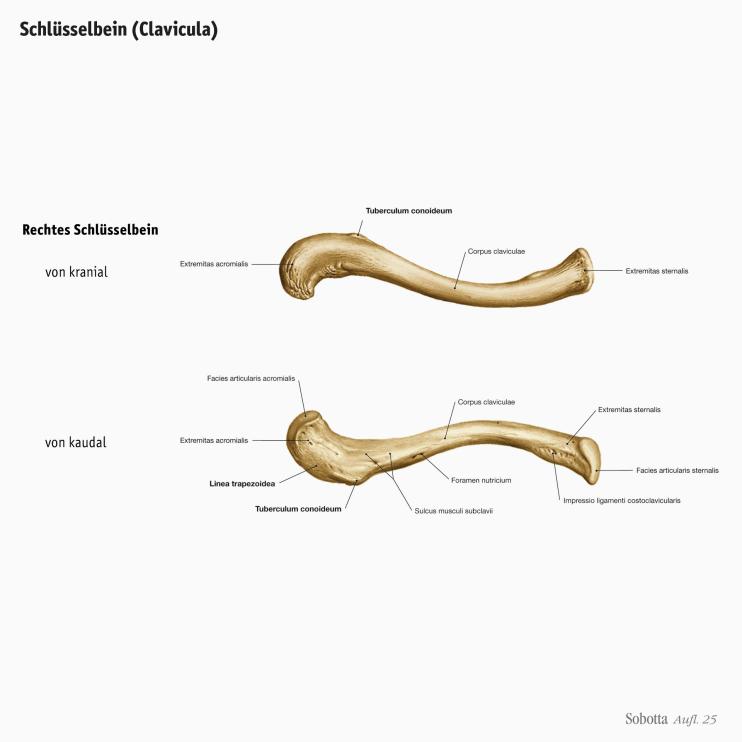 Schlüsselbein (Clavicula)
Tuberculum conoideum
Rechtes Schlüsselbein
Corpus claviculae
Extremitas acromialis
von kranial
Extremitas sternalis
Facies articularis acromialis
Corpus claviculae
Extremitas sternalis
Extremitas acromialis
von kaudal
Facies articularis sternalis
Linea trapezoidea
Foramen nutricium
Impressio ligamenti costoclavicularis
Tuberculum conoideum
Sulcus musculi subclavii
Sobotta Aufl. 25